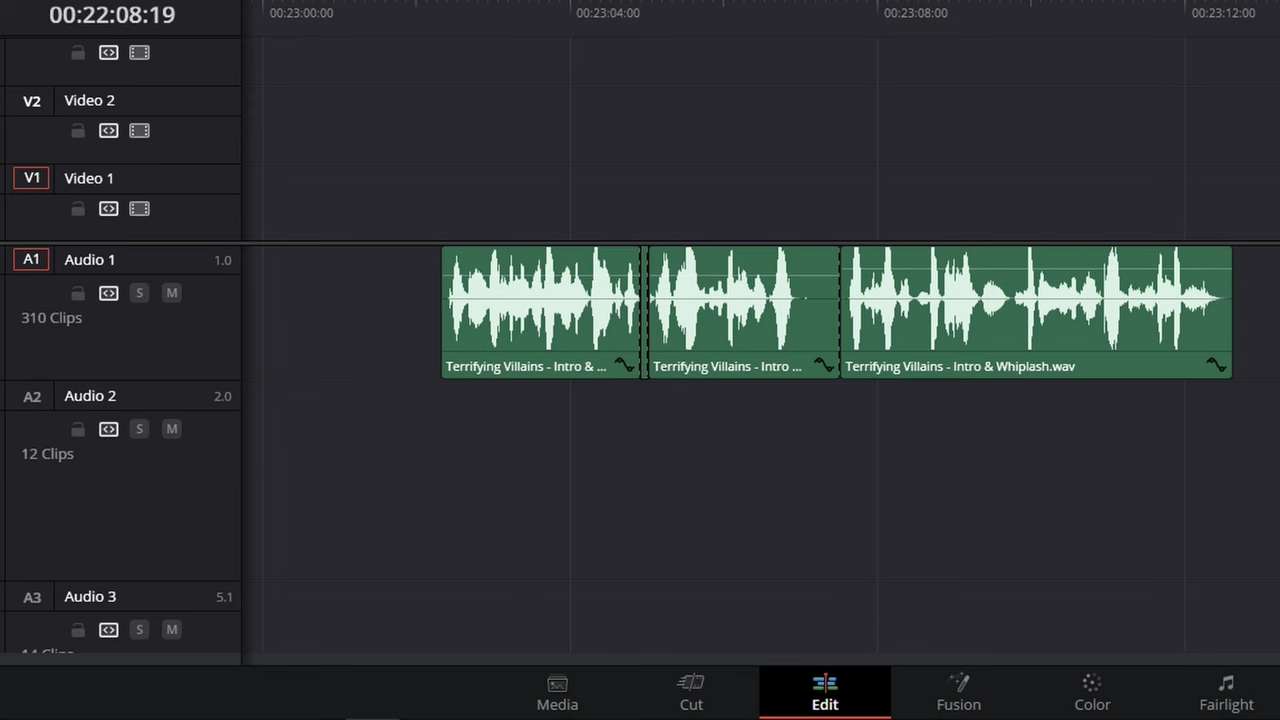 00:22:08:19
00:23:00:00 00:23:04:00 00:23:08:00 00:23:12:00
V2 Video 2
V1 Video 1
A1 Audio 1 1.0
S M
310 Clips
Terrifying Villains - Intro & ... Terrifying Villains - Intro ... Terrifying Villains - Intro & Whiplash.wav
A2 Audio 2 2.0
S M
12 Clips
A3 Audio 3 5.1
S M
14 Clips
Media Cut Edit Fusion Color Fairlight